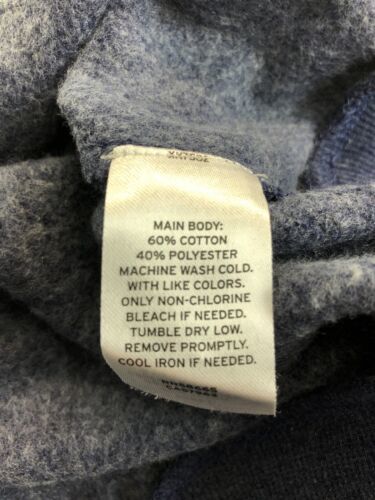 MAIN BODY:
60% COTTON
40% POLYESTER
MACHINE WASH COLD.
WITH LIKE COLORS.
ONLY NON-CHLORINE
BLEACH IF NEEDED.
TUMBLE DRY LOW.
REMOVE PROMPTLY.
COOL IRON IF NEEDED.